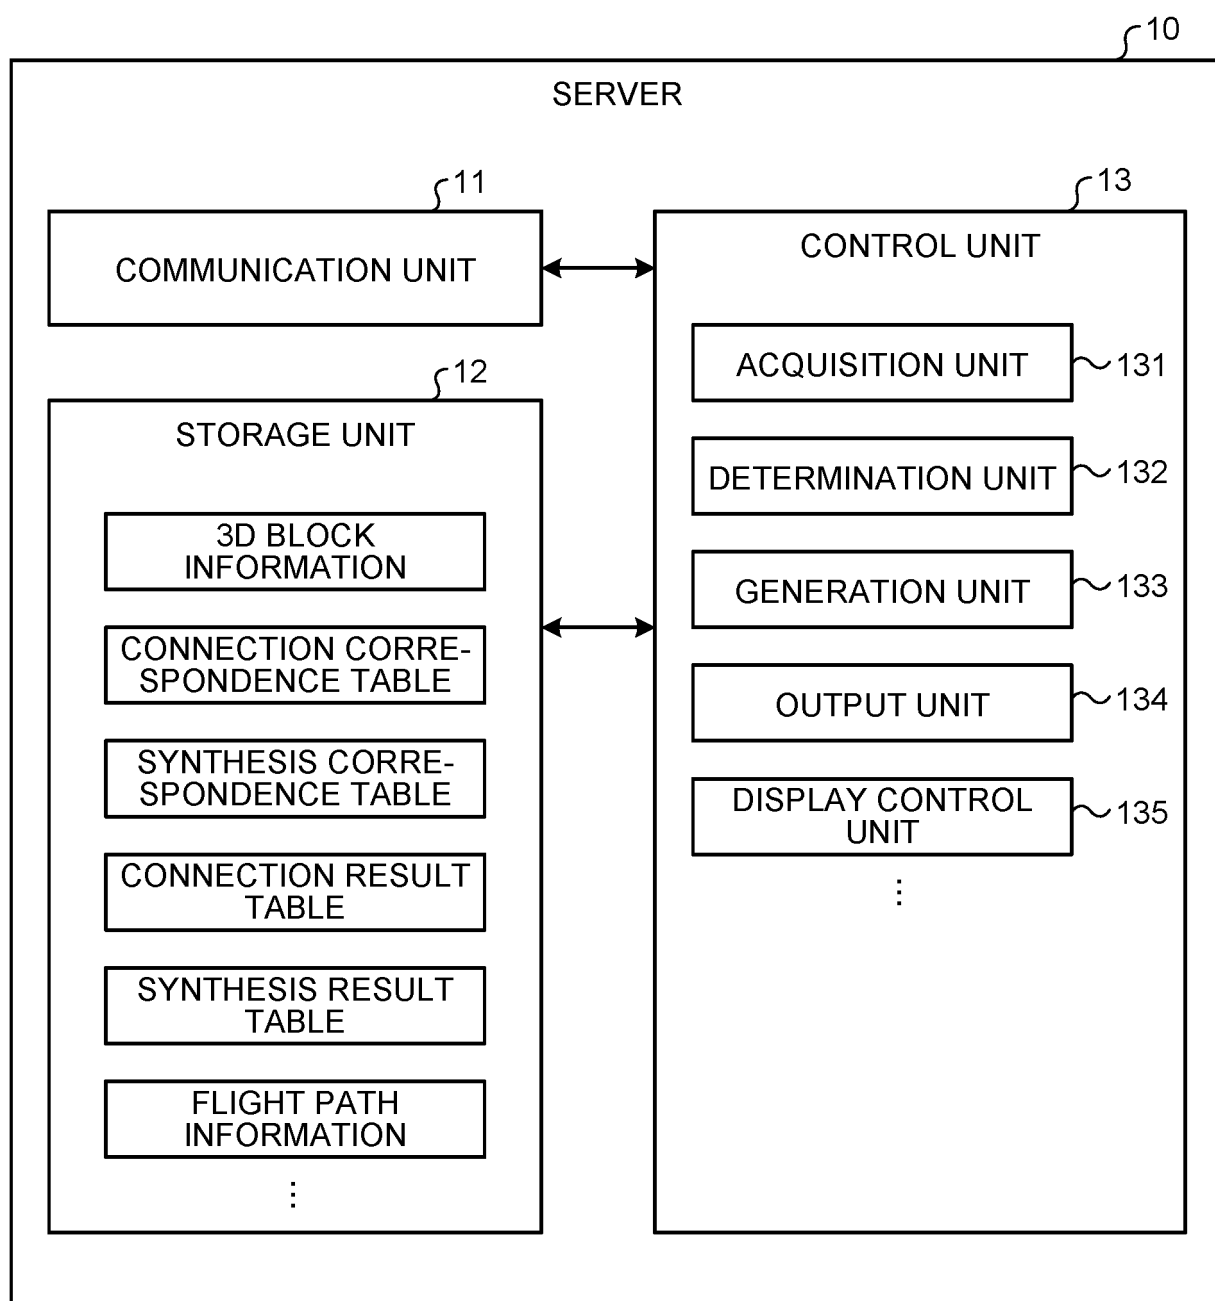 10
SERVER
11
COMMUNICATION UNIT
12
STORAGE UNIT
3D BLOCK
INFORMATION
CONNECTION CORRE-
SPONDENCE TABLE
SYNTHESIS CORRE-
SPONDENCE TABLE
CONNECTION RESULT
TABLE
SYNTHESIS RESULT
TABLE
FLIGHT PATH
INFORMATION
⋮
13
CONTROL UNIT
ACQUISITION UNIT
131
DETERMINATION UNIT
132
GENERATION UNIT
133
OUTPUT UNIT
134
DISPLAY CONTROL
UNIT
135
⋮